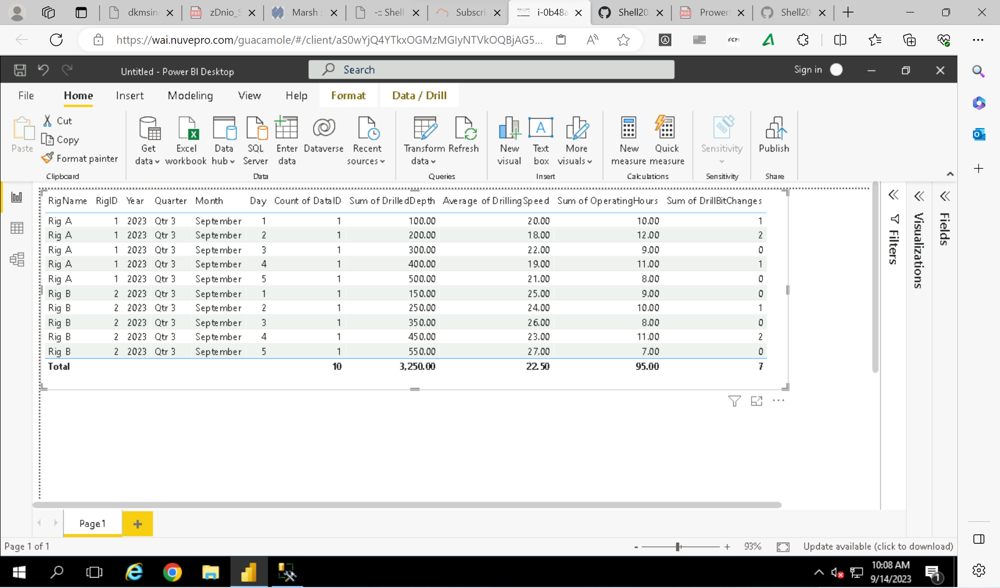 dkmsin
zDnio_S
Marsh :
-:: Shell
Subscri
i-0b48a
Shell20
Prower
Shell20
https://wai.nuvepro.com/guacamole/#/client/aS0wYjQ4YTkxOGMzMGIyNTVkOQBjAG5...
Untitled - Power BI Desktop
Search
Sign in
File Home Insert Modeling View Help Format Data / Drill
Paste
Cut
Copy
Format painter
Clipboard
Get data
Excel workbook
Data hub
SQL Server
Enter data
Dataverse
Recent sources
Data
Transform data
Refresh
Queries
New visual
Text box
More visuals
Insert
New measure
Quick measure
Calculations
Sensitivity
Sensitivity
Publish
Share
RigName RigID Year Quarter Month Day Count of DataID Sum of DrilledDepth Average of DrillingSpeed Sum of OperatingHours Sum of DrillBitChanges
Rig A 1 2023 Qtr 3 September 1 1 100.00 20.00 10.00 1
Rig A 1 2023 Qtr 3 September 2 1 200.00 18.00 12.00 2
Rig A 1 2023 Qtr 3 September 3 1 300.00 22.00 9.00 0
Rig A 1 2023 Qtr 3 September 4 1 400.00 19.00 11.00 1
Rig A 1 2023 Qtr 3 September 5 1 500.00 21.00 8.00 0
Rig B 2 2023 Qtr 3 September 1 1 150.00 25.00 9.00 0
Rig B 2 2023 Qtr 3 September 2 1 250.00 24.00 10.00 1
Rig B 2 2023 Qtr 3 September 3 1 350.00 26.00 8.00 0
Rig B 2 2023 Qtr 3 September 4 1 450.00 23.00 11.00 2
Rig B 2 2023 Qtr 3 September 5 1 550.00 27.00 7.00 0
Total 10 3,250.00 22.50 95.00 7
Filters
Visualizations
Fields
Page 1
Page 1 of 1
- + 93%
Update available (click to download)
10:08 AM
9/14/2023
1